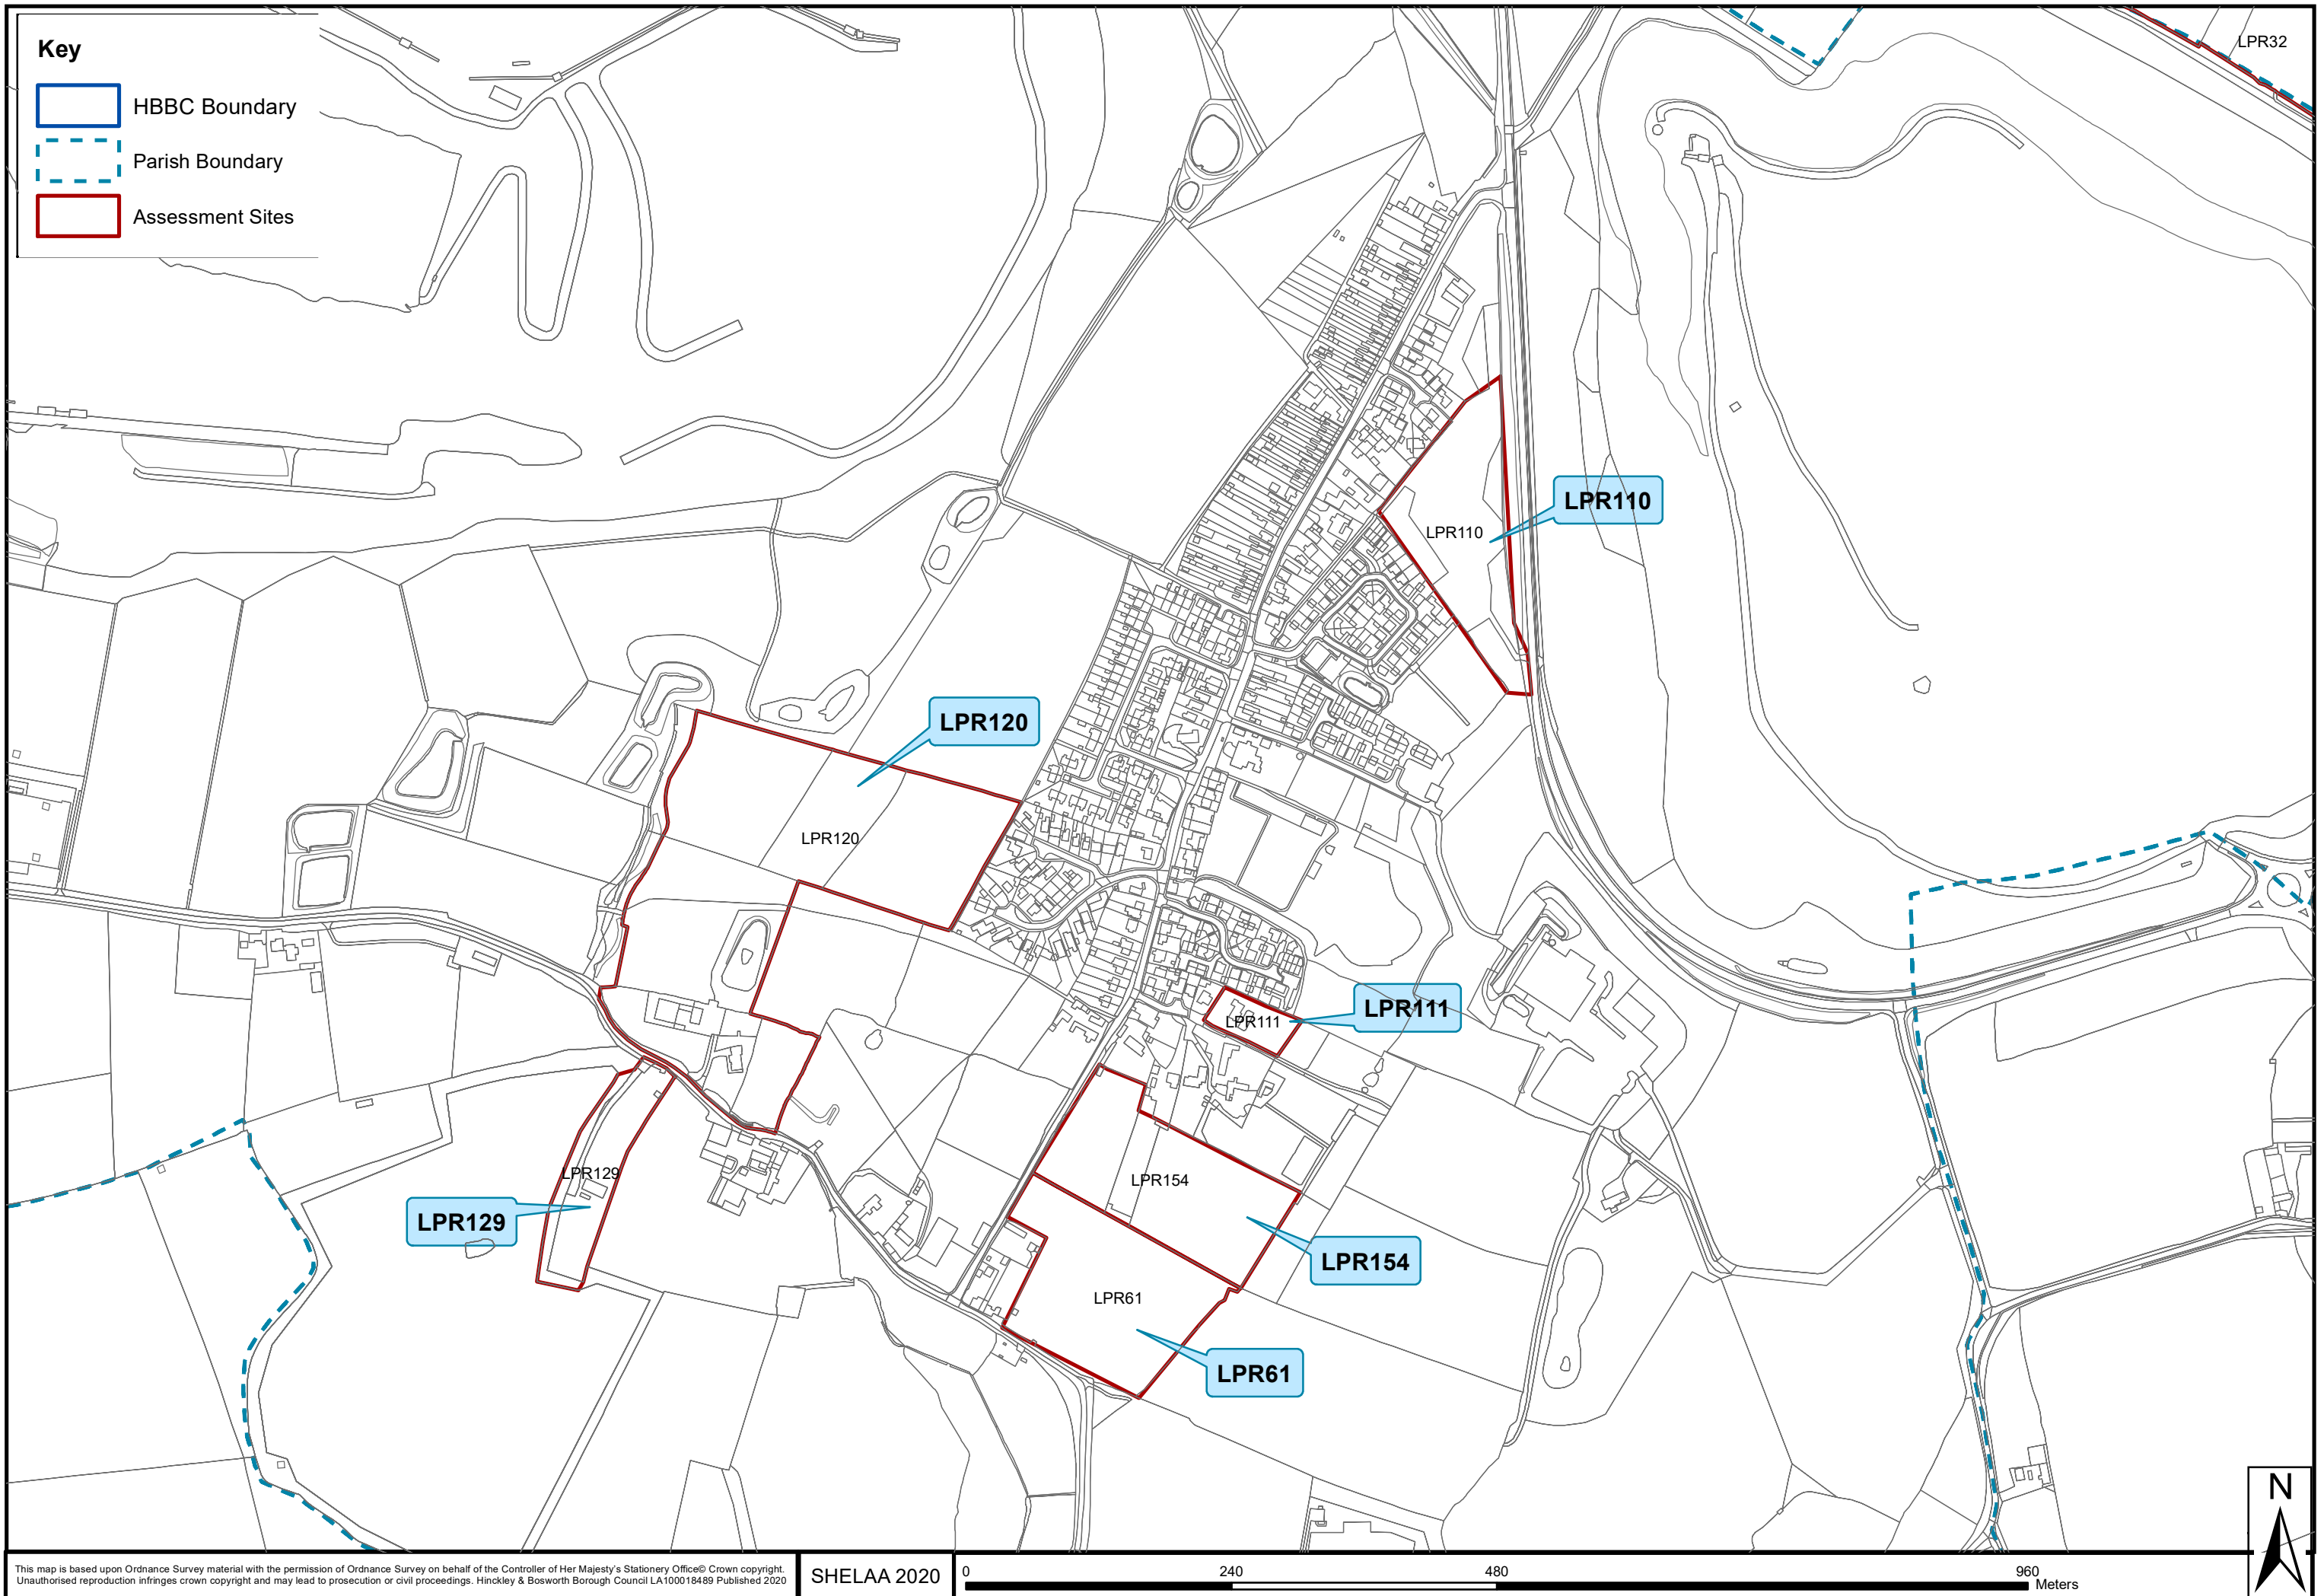 Key
HBBC Boundary
Parish Boundary
Assessment Sites
LPR32
LPR110
LPR110
LPR120
LPR120
LPR111
LPR111
LPR129
LPR129
LPR154
LPR154
LPR61
LPR61
N
This map is based upon Ordnance Survey material with the permission of Ordnance Survey on behalf of the Controller of Her Majesty's Stationery Office© Crown copyright.
Unauthorised reproduction infringes crown copyright and may lead to prosecution or civil proceedings. Hinckley & Bosworth Borough Council LA100018489 Published 2020
SHELAA 2020
0 240 480 960
Meters